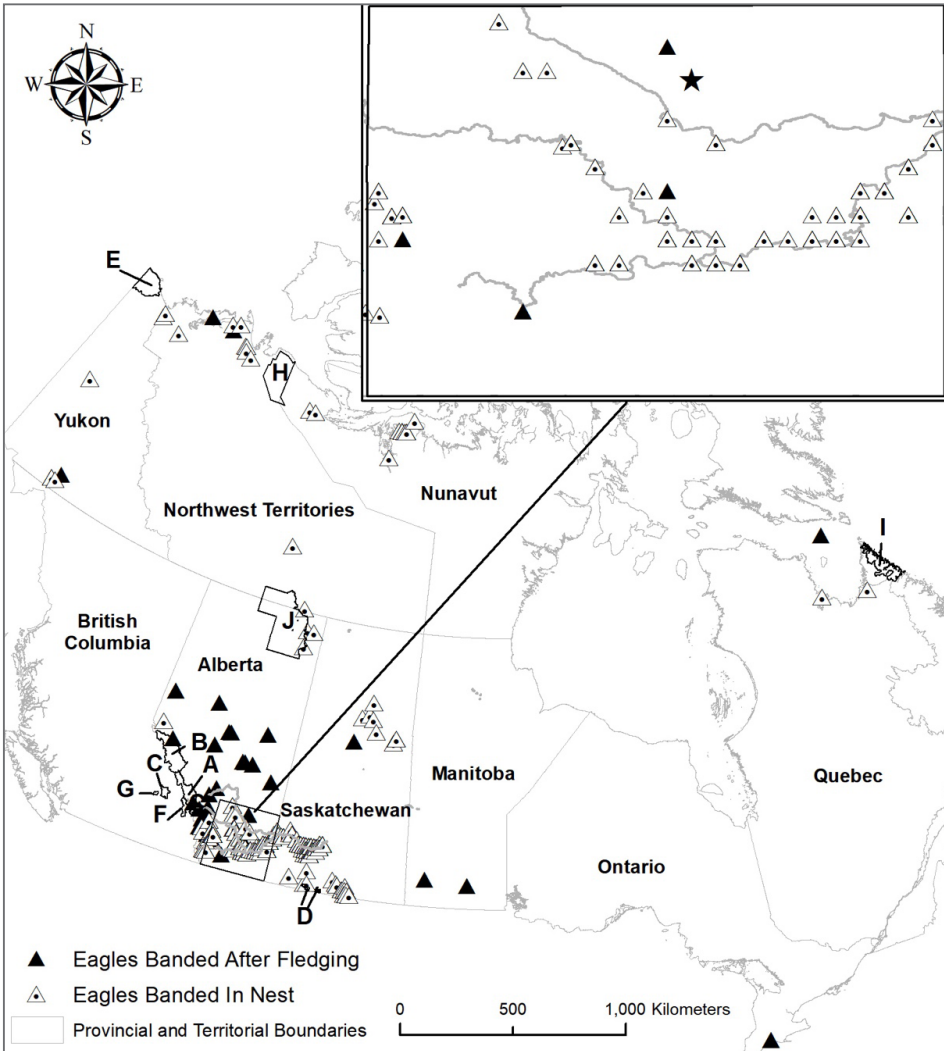 N
W E
S
E
H
Yukon
Nunavut
Northwest Territories
I
British
Columbia
J
Alberta
B
C
A
G
Manitoba
Quebec
F
Saskatchewan
Ontario
D
Eagles Banded After Fledging
Eagles Banded In Nest
Provincial and Territorial Boundaries
0 500 1,000 Kilometers